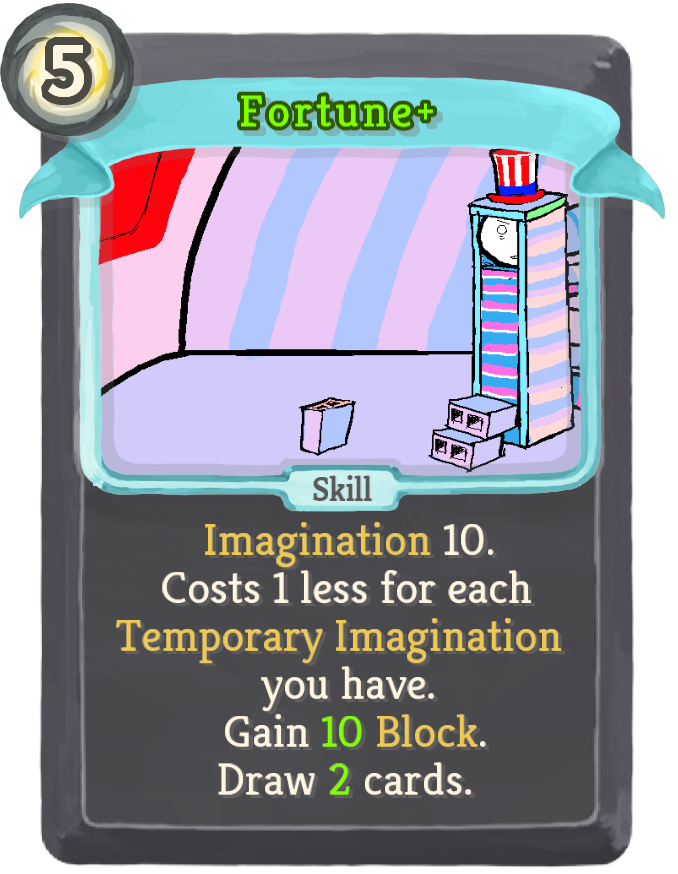 5
Fortune+
Skill
Imagination 10.
Costs 1 less for each
Temporary Imagination
you have.
Gain 10 Block.
Draw 2 cards.